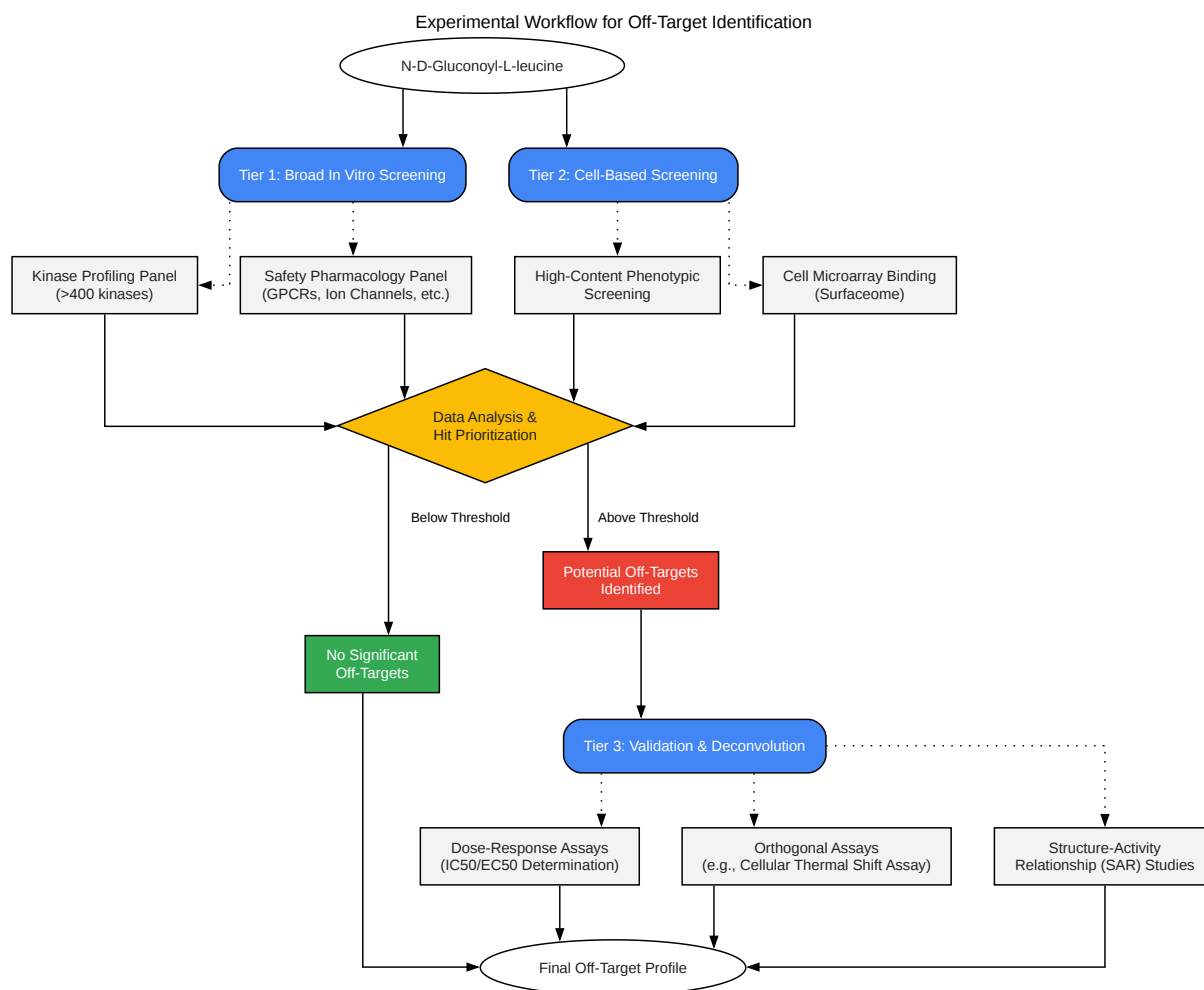 Experimental Workflow for Off-Target Identification
N-D-Gluconoyl-L-leucine
Tier 1: Broad In Vitro Screening
Tier 2: Cell-Based Screening
Kinase Profiling Panel
(>400 kinases)
Safety Pharmacology Panel
(GPCRs, Ion Channels, etc.)
High-Content Phenotypic
Screening
Cell Microarray Binding
(Surfaceome)
Data Analysis &
Hit Prioritization
Below Threshold
Above Threshold
Potential Off-Targets
Identified
No Significant
Off-Targets
Tier 3: Validation & Deconvolution
Dose-Response Assays
(IC50/EC50 Determination)
Orthogonal Assays
(e.g., Cellular Thermal Shift Assay)
Structure-Activity
Relationship (SAR) Studies
Final Off-Target Profile